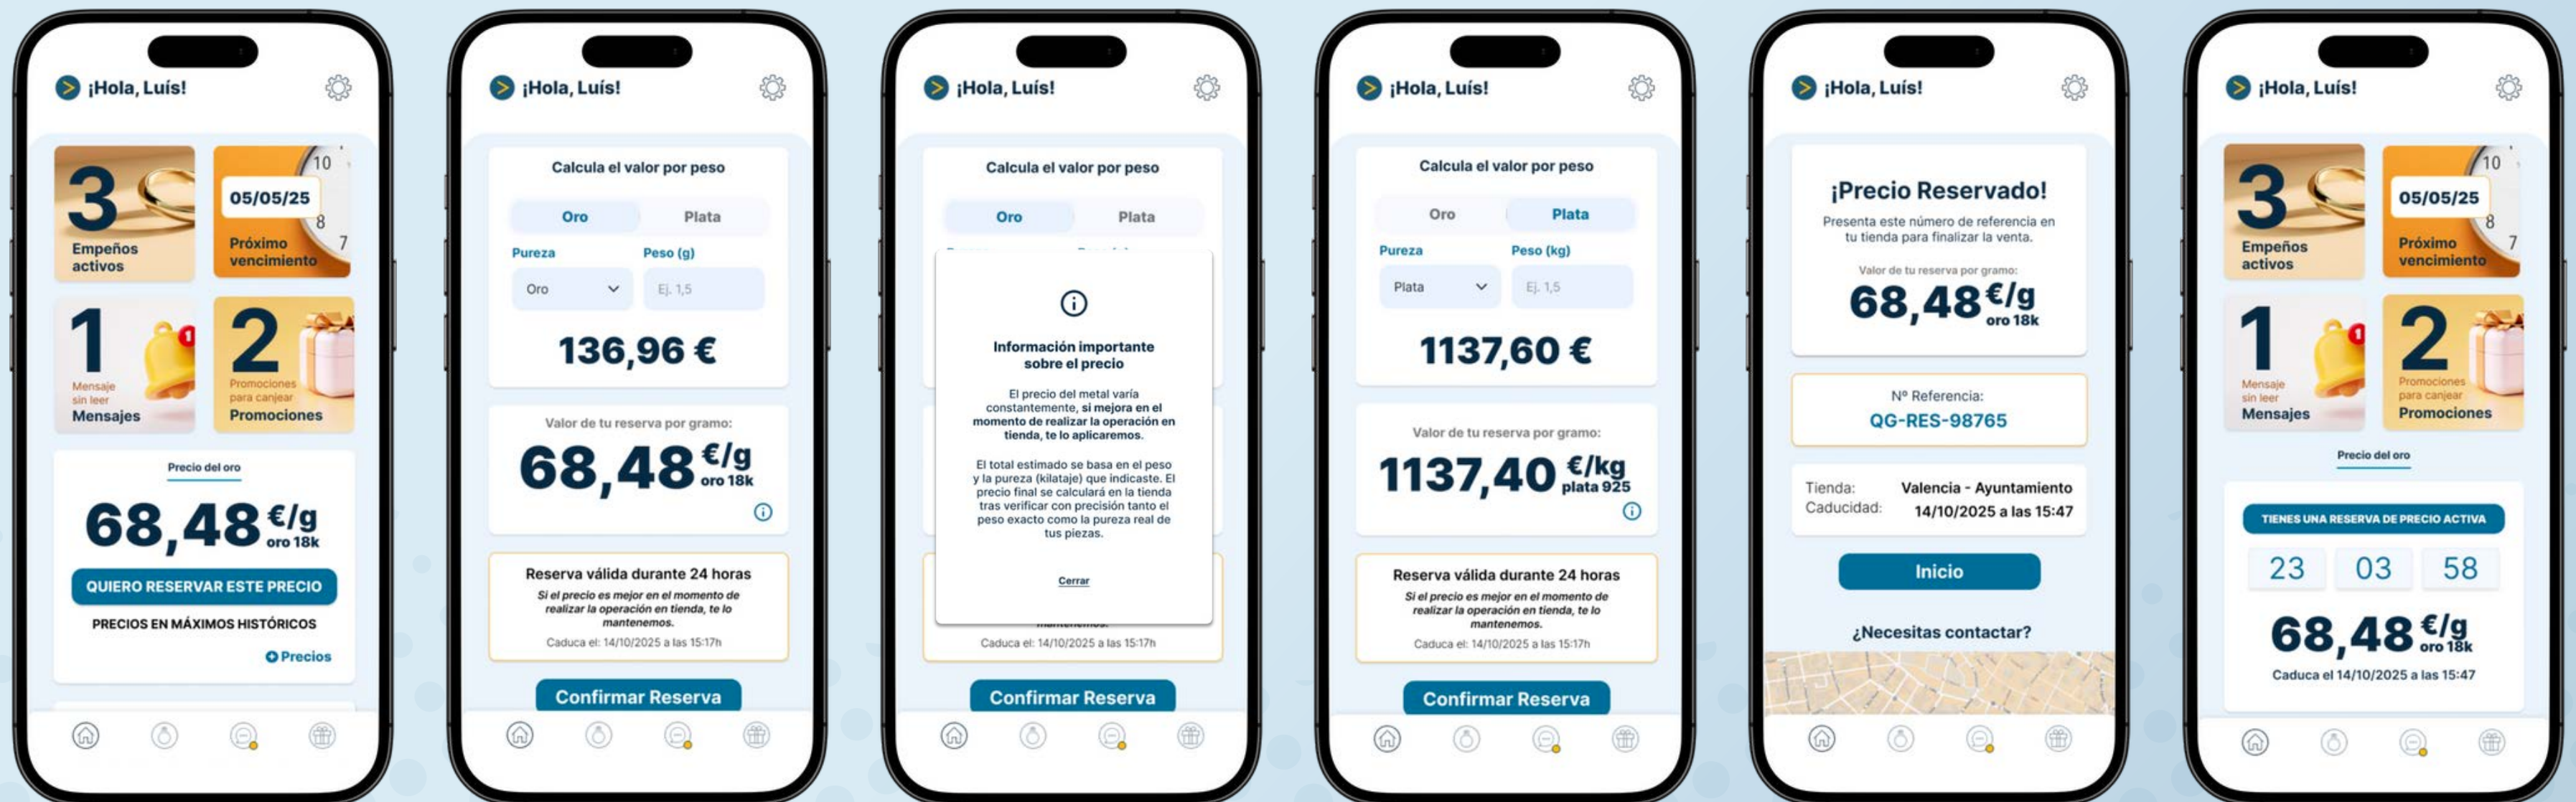 ¡Hola, Luís!
3
Empeños
activos
10
05/05/25
8
7
Próximo
vencimiento
1
1
Mensaje
sin leer
Mensajes
2
Promociones
para canjear
Promociones
Precio del oro
68,48 €/g
oro 18k
QUIERO RESERVAR ESTE PRECIO
PRECIOS EN MÁXIMOS HISTÓRICOS
Precios
¡Hola, Luís!
Calcula el valor por peso
Oro Plata
Pureza Peso (g)
Oro Ej. 1,5
136,96 €
Valor de tu reserva por gramo:
68,48 €/g
oro 18k
Reserva válida durante 24 horas
Si el precio es mejor en el momento de
realizar la operación en tienda, te lo
mantenemos.
Caduca el: 14/10/2025 a las 15:17h
Confirmar Reserva
¡Hola, Luís!
Calcula el valor por peso
Oro Plata
Información importante
sobre el precio
El precio del metal varía
constantemente, si mejora en el
momento de realizar la operación en
tienda, te lo aplicaremos.
El total estimado se basa en el peso
y la pureza (kilataje) que indicaste. El
precio final se calculará en la tienda
tras verificar con precisión tanto el
peso exacto como la pureza real de
tus piezas.
Cerrar
mantenemos.
Caduca el: 14/10/2025 a las 15:17h
Confirmar Reserva
¡Hola, Luís!
Calcula el valor por peso
Oro Plata
Pureza Peso (kg)
Plata Ej. 1,5
1137,60 €
Valor de tu reserva por gramo:
1137,40 €/kg
plata 925
Reserva válida durante 24 horas
Si el precio es mejor en el momento de
realizar la operación en tienda, te lo
mantenemos.
Caduca el: 14/10/2025 a las 15:17h
Confirmar Reserva
¡Hola, Luís!
¡Precio Reservado!
Presenta este número de referencia en
tu tienda para finalizar la venta.
Valor de tu reserva por gramo:
68,48 €/g
oro 18k
Nº Referencia:
QG-RES-98765
Tienda: Valencia - Ayuntamiento
Caducidad: 14/10/2025 a las 15:47
Inicio
¿Necesitas contactar?
¡Hola, Luís!
3
Empeños
activos
10
05/05/25
8
7
Próximo
vencimiento
1
1
Mensaje
sin leer
Mensajes
2
Promociones
para canjear
Promociones
Precio del oro
TIENES UNA RESERVA DE PRECIO ACTIVA
23 03 58
68,48 €/g
oro 18k
Caduca el 14/10/2025 a las 15:47